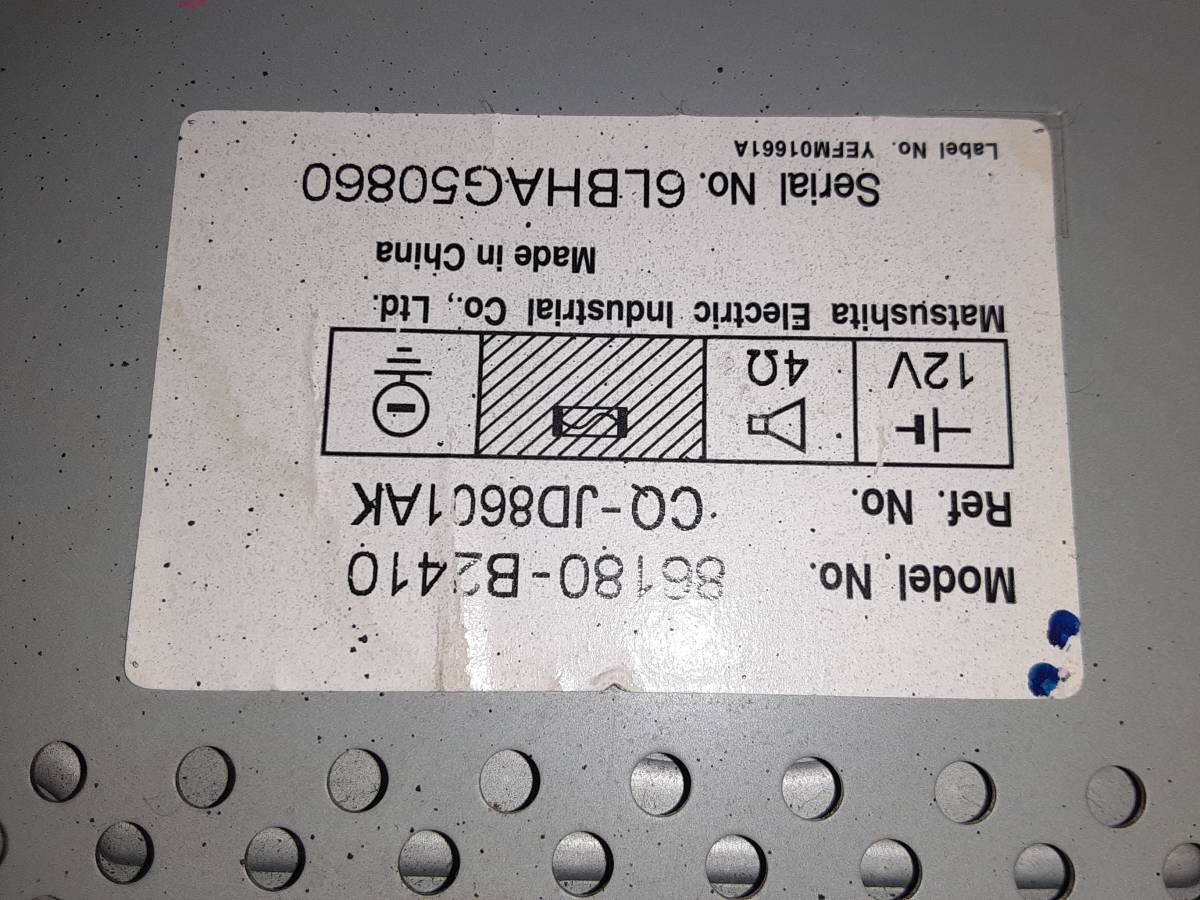 Model No. 86180-B2410
Ref. No. CQ-JD8601AK
12V 4Ω
Matsushita Electric Industrial Co., Ltd.
Made in China
Serial No. 6LBHAG50860
Label No. YEFM01661A